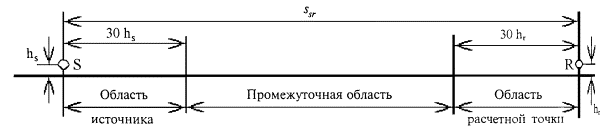 s_sr
30 h_s
30 h_r
h_s
S
R
Область источника
Промежуточная область
Область расчетной точки
h_r